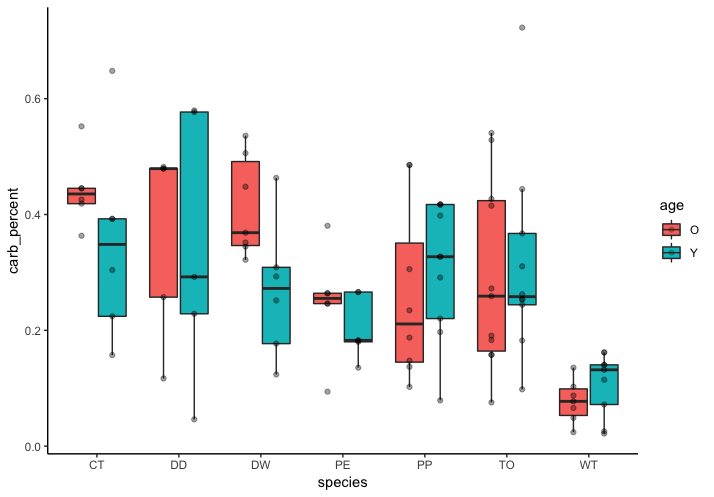 carb_percent
0.6
0.4
0.2
0.0
CT DD DW PE PP TO WT
species
age
O
Y